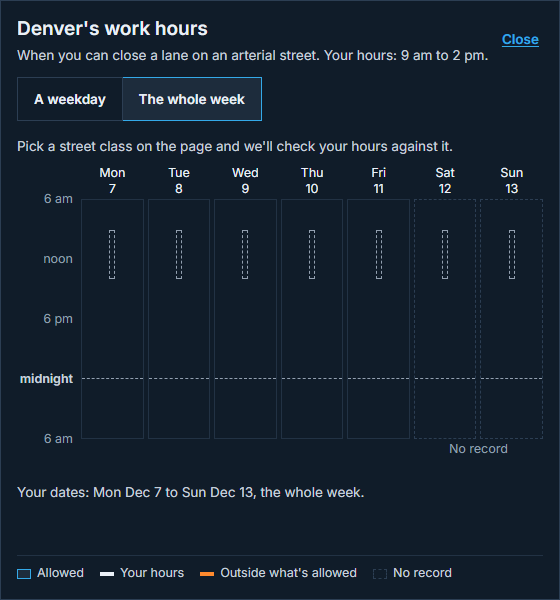 Denver's work hours
Close
When you can close a lane on an arterial street. Your hours: 9 am to 2 pm.
A weekday
The whole week
Pick a street class on the page and we'll check your hours against it.
Mon Tue Wed Thu Fri Sat Sun
7 8 9 10 11 12 13
6 am
noon
6 pm
midnight
6 am
No record
Your dates: Mon Dec 7 to Sun Dec 13, the whole week.
Allowed Your hours Outside what's allowed No record